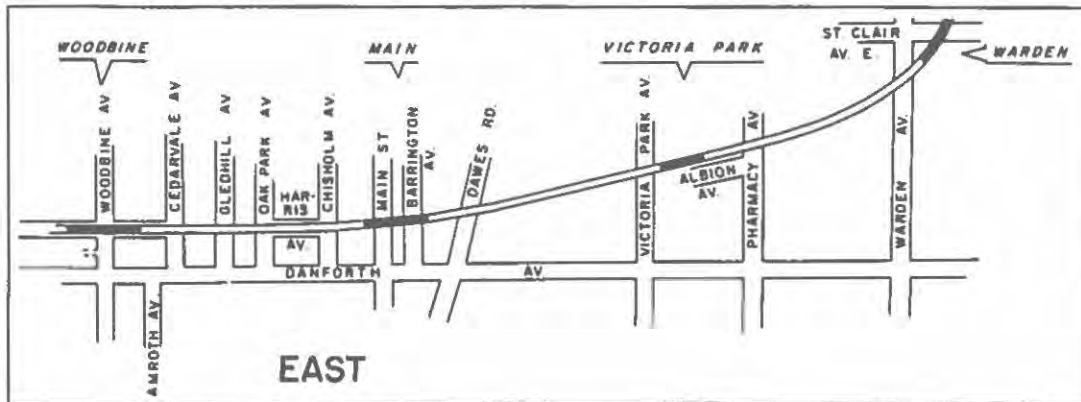 WOODBINE
MAIN
VICTORIA PARK
ST. CLAIR
AV. E.
WARDEN
WOODBINE AV
CEDARVALE AV
GLEDHILL AV
OAK PARK AV
HAR-
RIS
AV.
CHISHOLM AV.
MAIN ST
BARRINGTON
AV.
DAWES RD.
VICTORIA PARK AV.
ALBION
AV.
PHARMACY AV
WARDEN AV.
DANFORTH AV.
AMROTH AV.
EAST